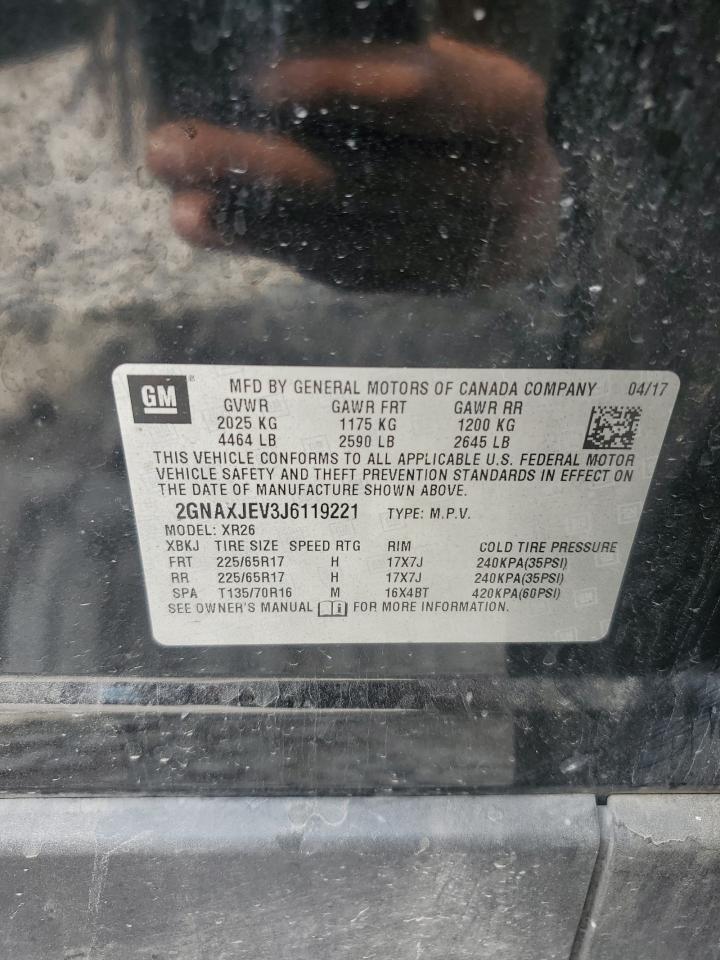 GM ® MFD BY GENERAL MOTORS OF CANADA COMPANY 04/17
GVWR GAWR FRT GAWR RR
2025 KG 1175 KG 1200 KG
4464 LB 2590 LB 2645 LB
THIS VEHICLE CONFORMS TO ALL APPLICABLE U.S. FEDERAL MOTOR
VEHICLE SAFETY AND THEFT PREVENTION STANDARDS IN EFFECT ON
THE DATE OF MANUFACTURE SHOWN ABOVE.
2GNAXJEV3J6119221 TYPE: M.P.V.
MODEL: XR26
XBKJ TIRE SIZE SPEED RTG RIM COLD TIRE PRESSURE
FRT 225/65R17 H 17X7J 240KPA(35PSI)
RR 225/65R17 H 17X7J 240KPA(35PSI)
SPA T135/70R16 M 16X4BT 420KPA(60PSI)
SEE OWNER'S MANUAL i FOR MORE INFORMATION.